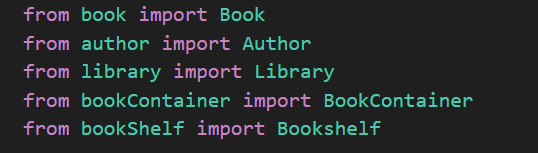 from book import Book
from author import Author
from library import Library
from bookContainer import BookContainer
from bookShelf import Bookshelf